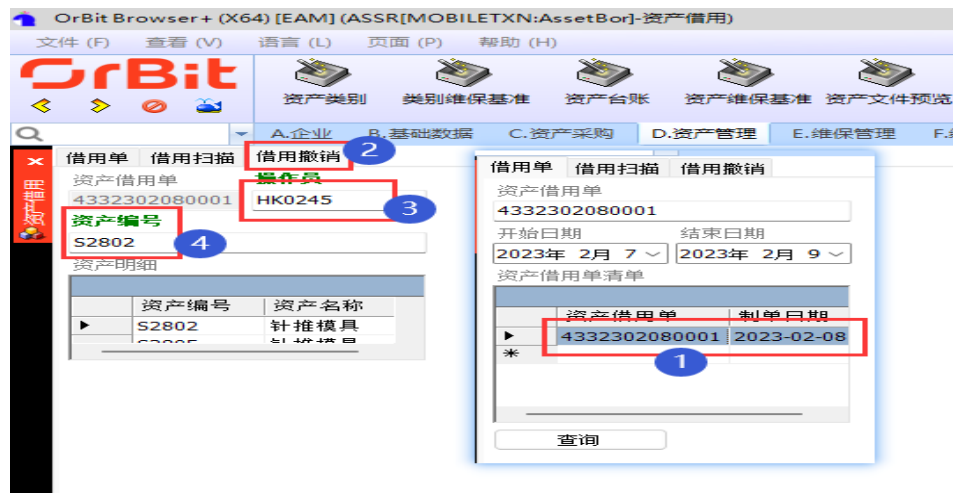 OrBit Browser+ (X64) [EAM] (ASSR[MOBILETXN:AssetBor]-资产借用)
文件 (F) 查看 (V) 语言 (L) 页面 (P) 帮助 (H)
OrBit
资产类别 类别维保基准 资产台账 资产维保基准 资产文件预览
A.企业 B.基础数据 C.资产采购 D.资产管理 E.维保管理
资产借用
借用单 借用扫描 借用撤销 2
资产借用单 操作员
4332302080001 HK0245 3
资产编号
S2802 4
资产明细
资产编号 资产名称
S2802 针推模具
借用单 借用扫描 借用撤销
资产借用单
4332302080001
开始日期 结束日期
2023年 2月 7 2023年 2月 9
资产借用单清单
资产借用单 制单日期
4332302080001 2023-02-08
1
查询